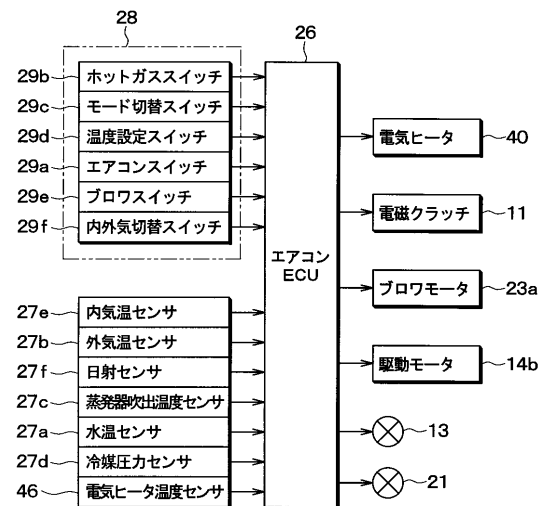 28
26
29b ホットガススイッチ
29c モード切替スイッチ
29d 温度設定スイッチ
29a エアコンスイッチ
29e ブロワスイッチ
29f 内外気切替スイッチ
エアコン
ECU
電気ヒータ 40
電磁クラッチ 11
ブロワモータ 23a
駆動モータ 14b
13
21
27e 内気温センサ
27b 外気温センサ
27f 日射センサ
27c 蒸発器吹出温度センサ
27a 水温センサ
27d 冷媒圧力センサ
46 電気ヒータ温度センサ